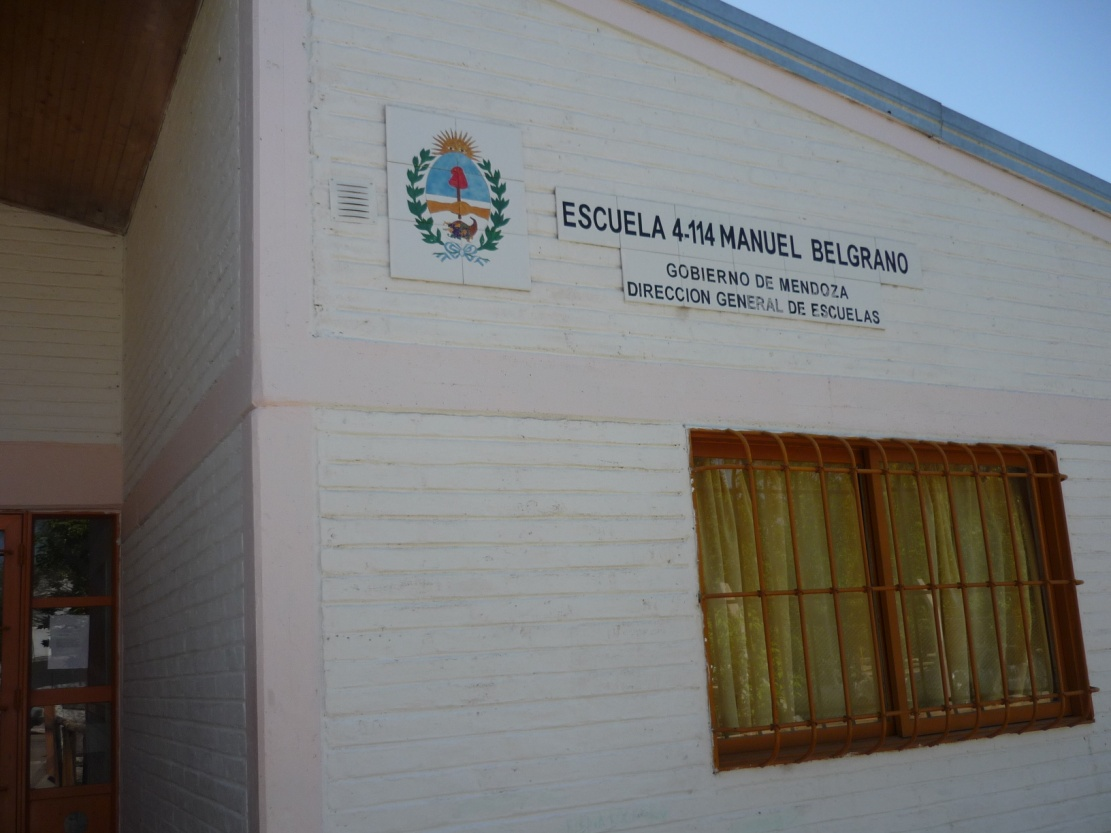 ESCUELA 4.114 MANUEL BELGRANO
GOBIERNO DE MENDOZA
DIRECCION GENERAL DE ESCUELAS